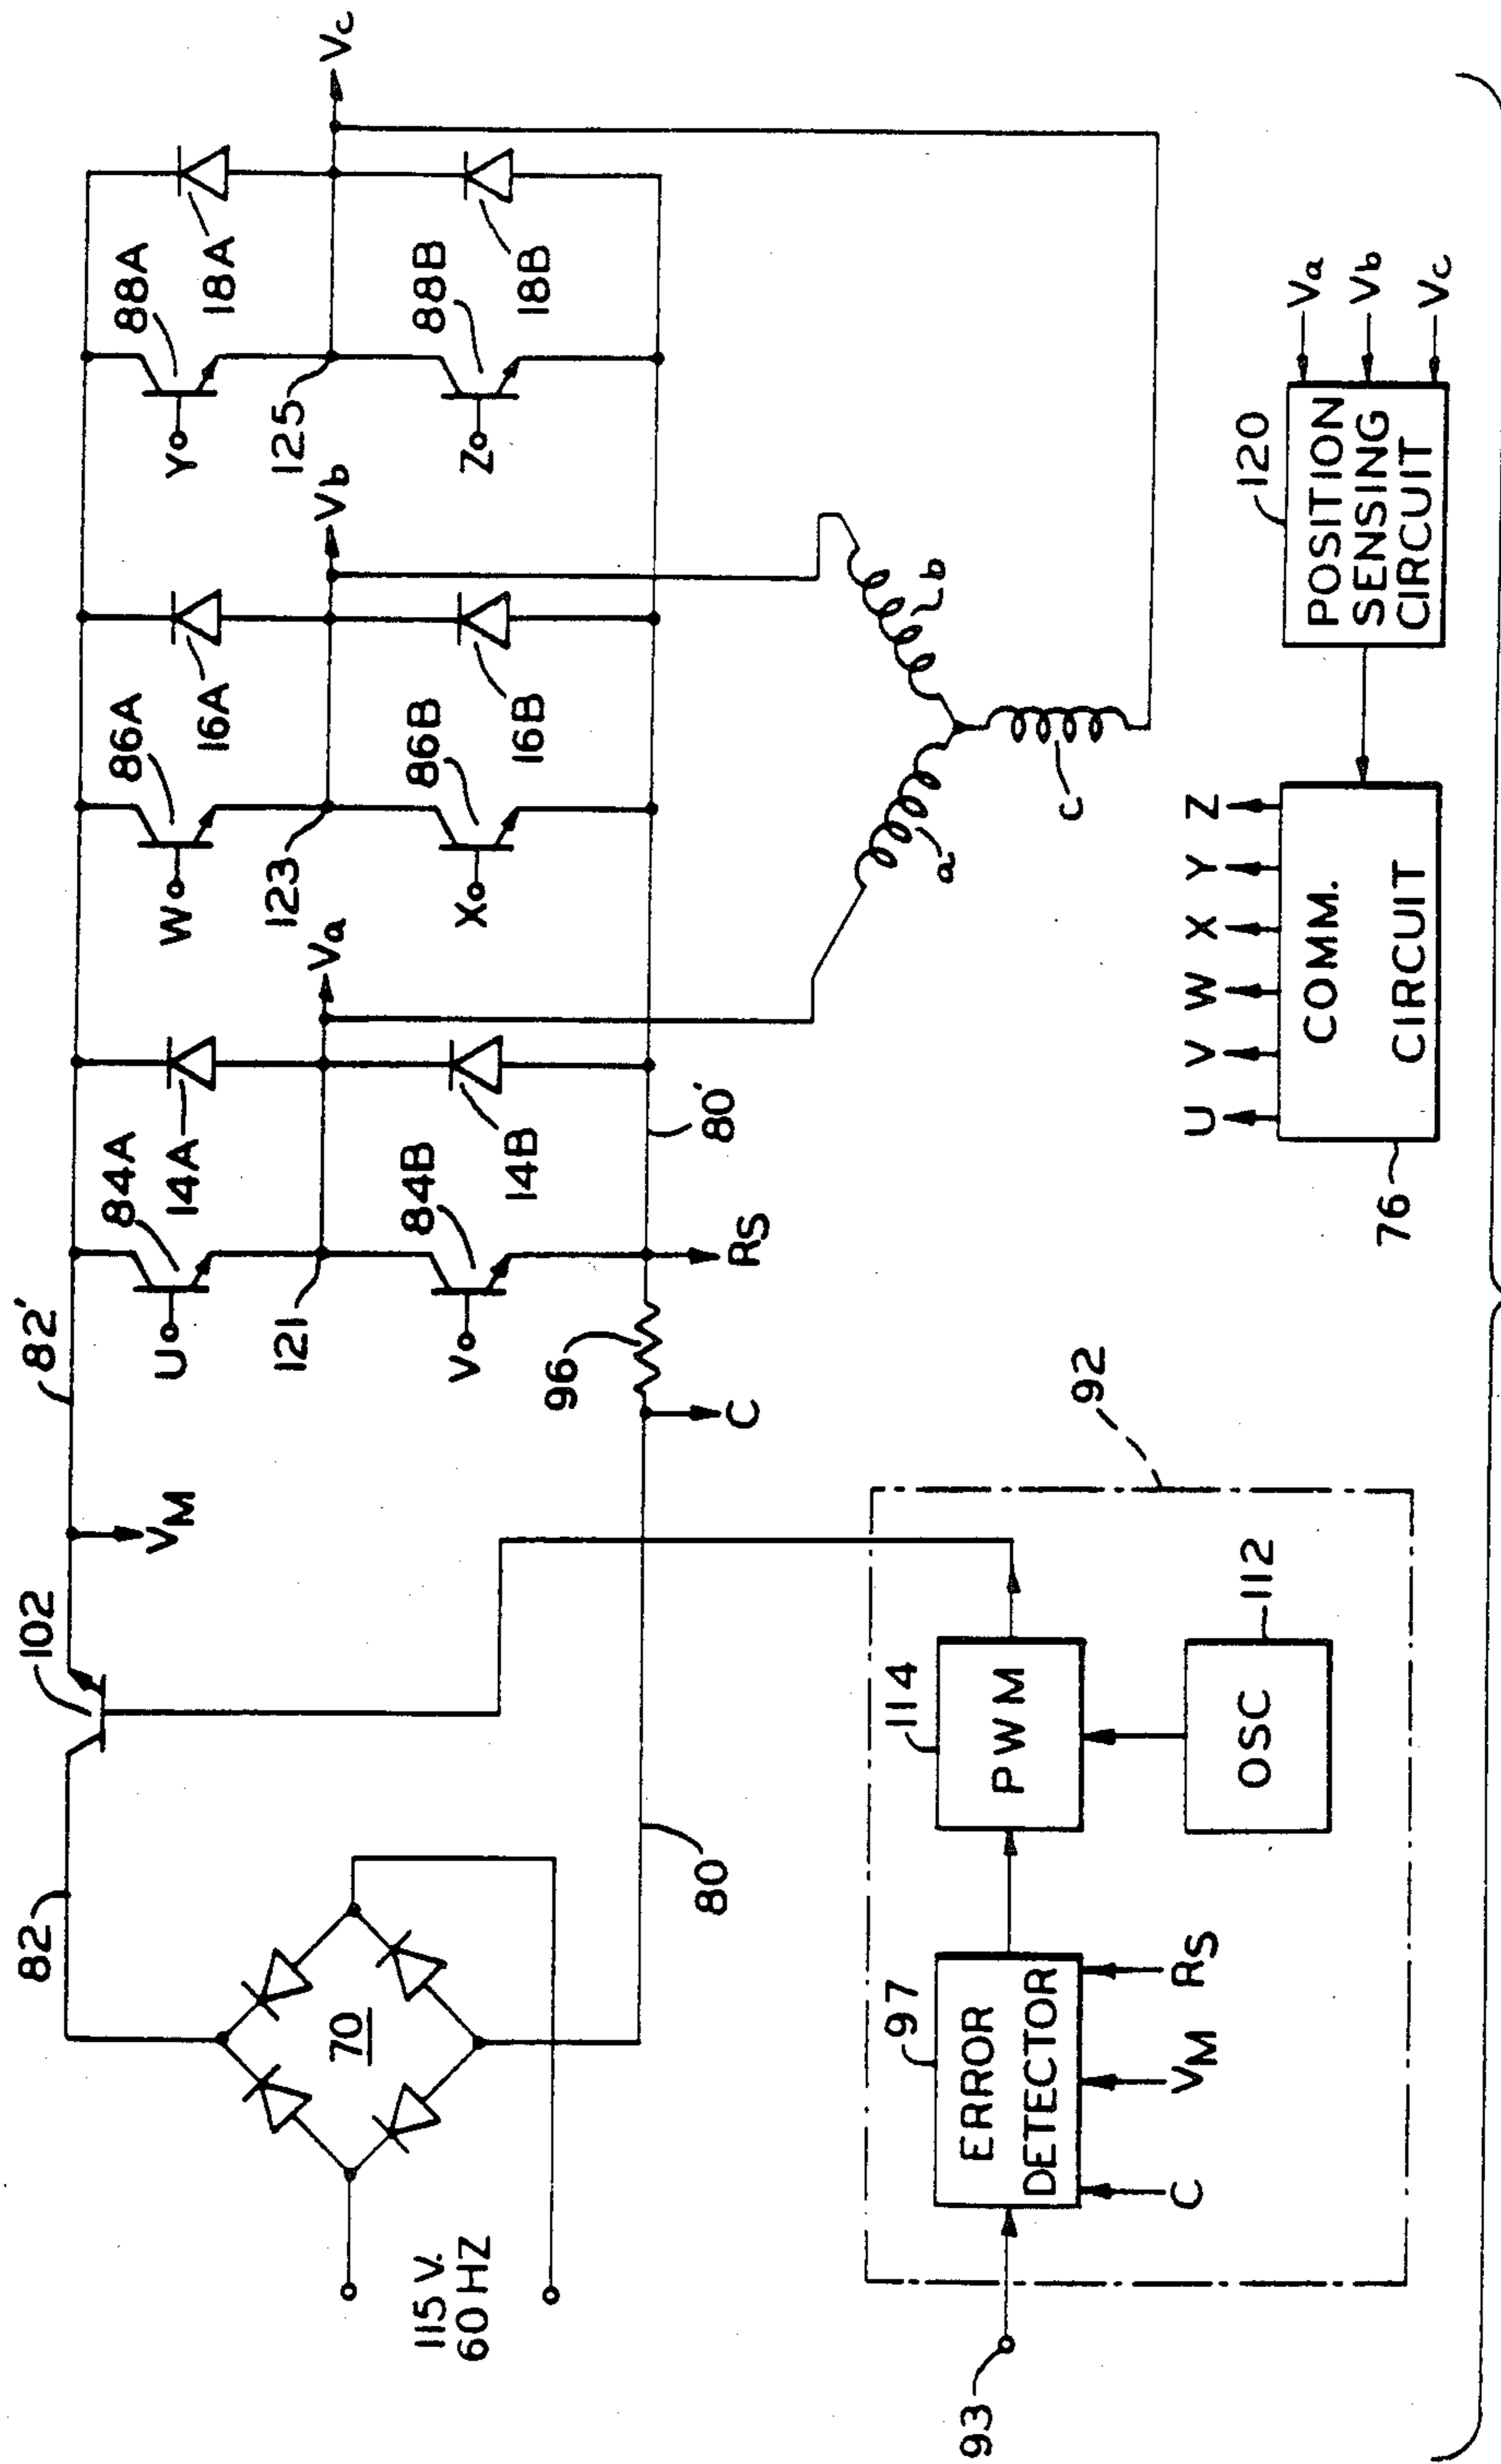 82
102
VM
82'
84A
14A
86A
16A
88A
18A
U
W
Y
121
Va
123
Vb
125
Vc
V
84B
14B
X
86B
16B
Z
88B
18B
70
115 V.
60 HZ
80
96
C
RS
80'
a
b
c
92
93
97
ERROR
DETECTOR
C
VM
RS
114
PWM
112
OSC
U V W X Y Z
76
COMM.
CIRCUIT
120
POSITION
SENSING
CIRCUIT
Va
Vb
Vc